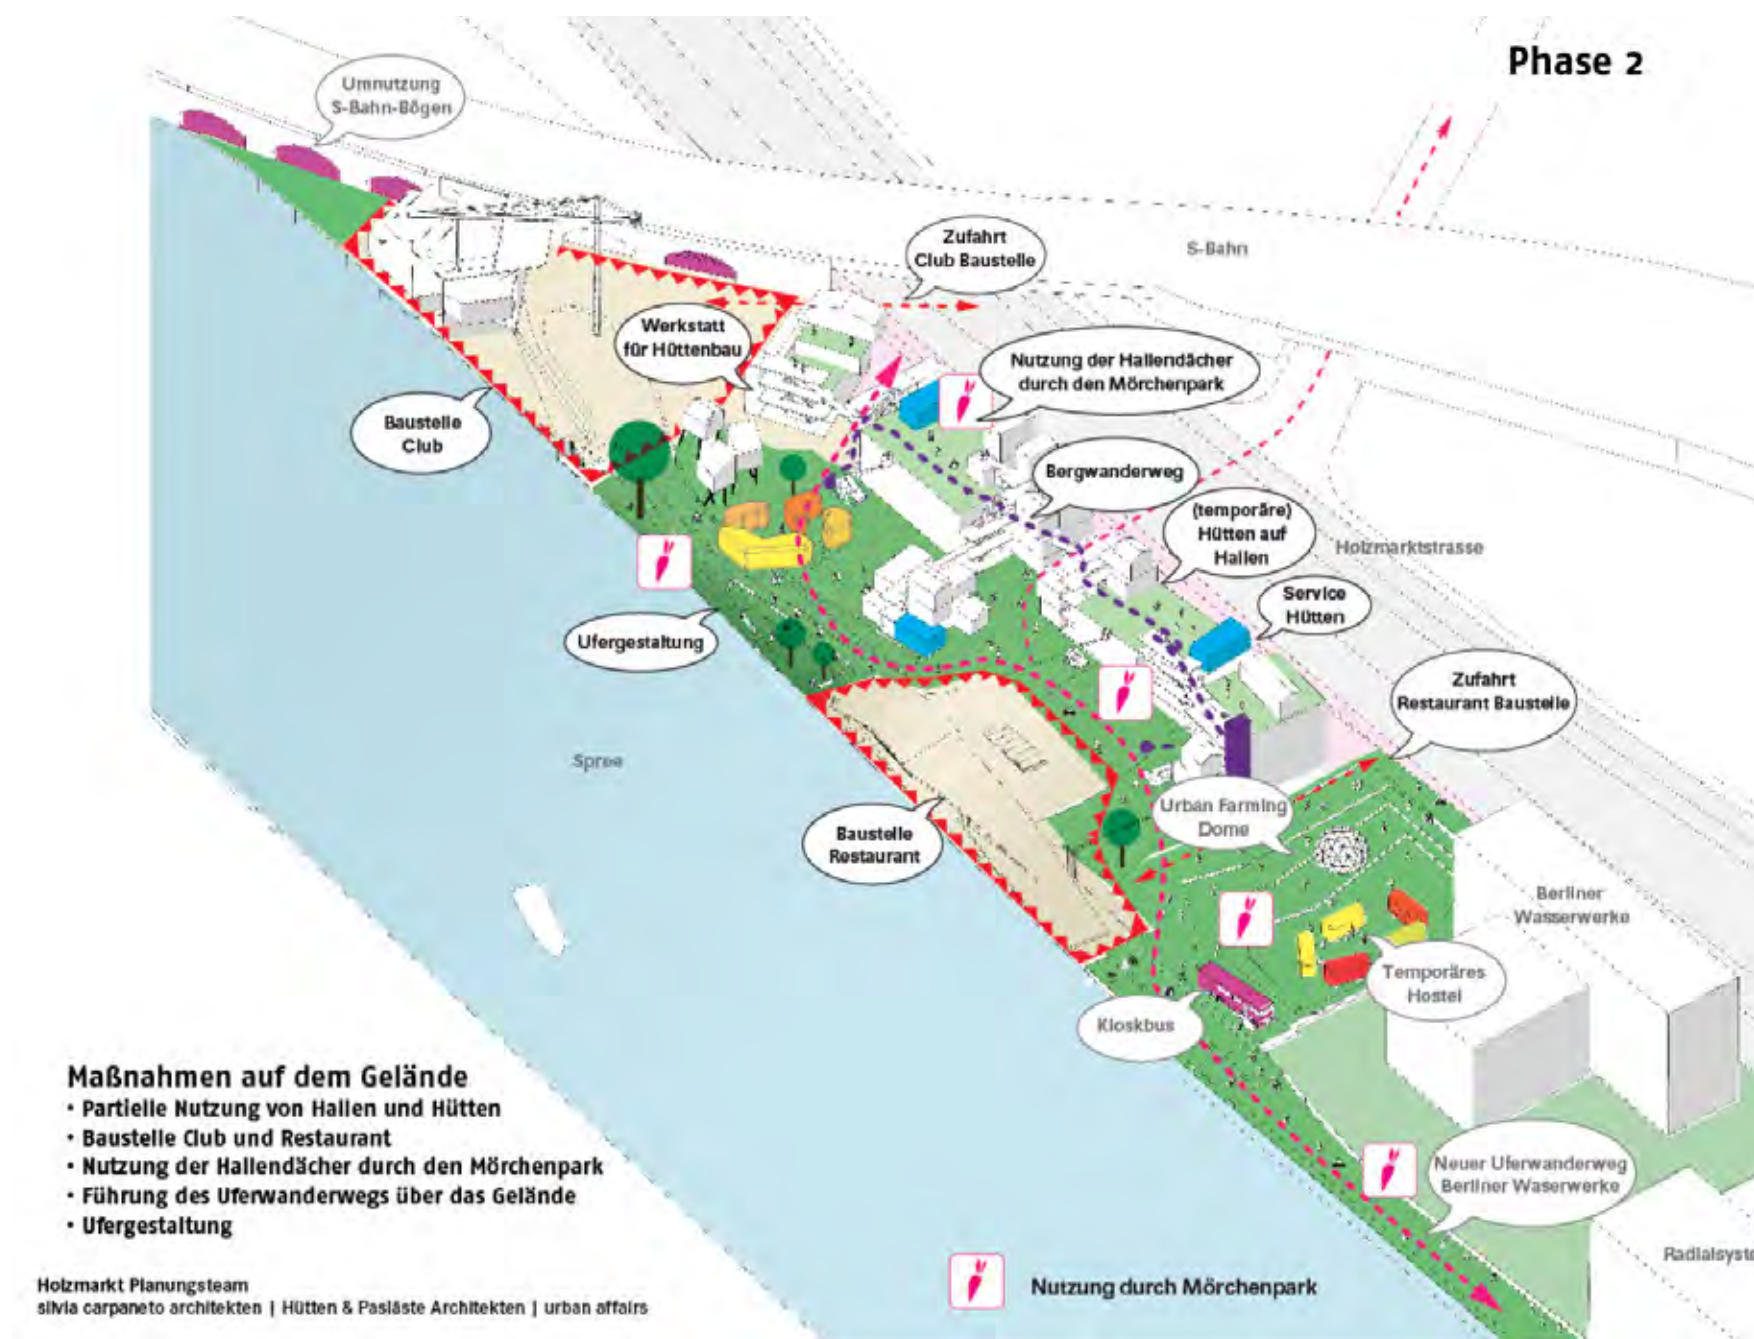 Phase 2
Umnutzung
S-Bahn-Bögen
Zufahrt
Club Baustelle
S-Bahn
Werkstatt
für Hüttenbau
Nutzung der Hallendächer
durch den Mörchenpark
Baustelle
Club
Bergwanderweg
(temporäre)
Hütten auf
Hallen
Holzmarktstrasse
Service
Hütten
Ufergestaltung
Zufahrt
Restaurant Baustelle
Spree
Urban Farming
Dome
Baustelle
Restaurant
Berliner
Wasserwerke
Temporäres
Hostel
Kioskbus
Maßnahmen auf dem Gelände
• Partielle Nutzung von Hallen und Hütten
• Baustelle Club und Restaurant
• Nutzung der Hallendächer durch den Mörchenpark
• Führung des Uferwanderwegs über das Gelände
• Ufergestaltung
Neuer Uferwanderweg
Berliner Waserwerke
Radialsyste
Nutzung durch Mörchenpark
Holzmarkt Planungsteam
silvia carpaneto architekten | Hütten & Pasläste Architekten | urban affairs